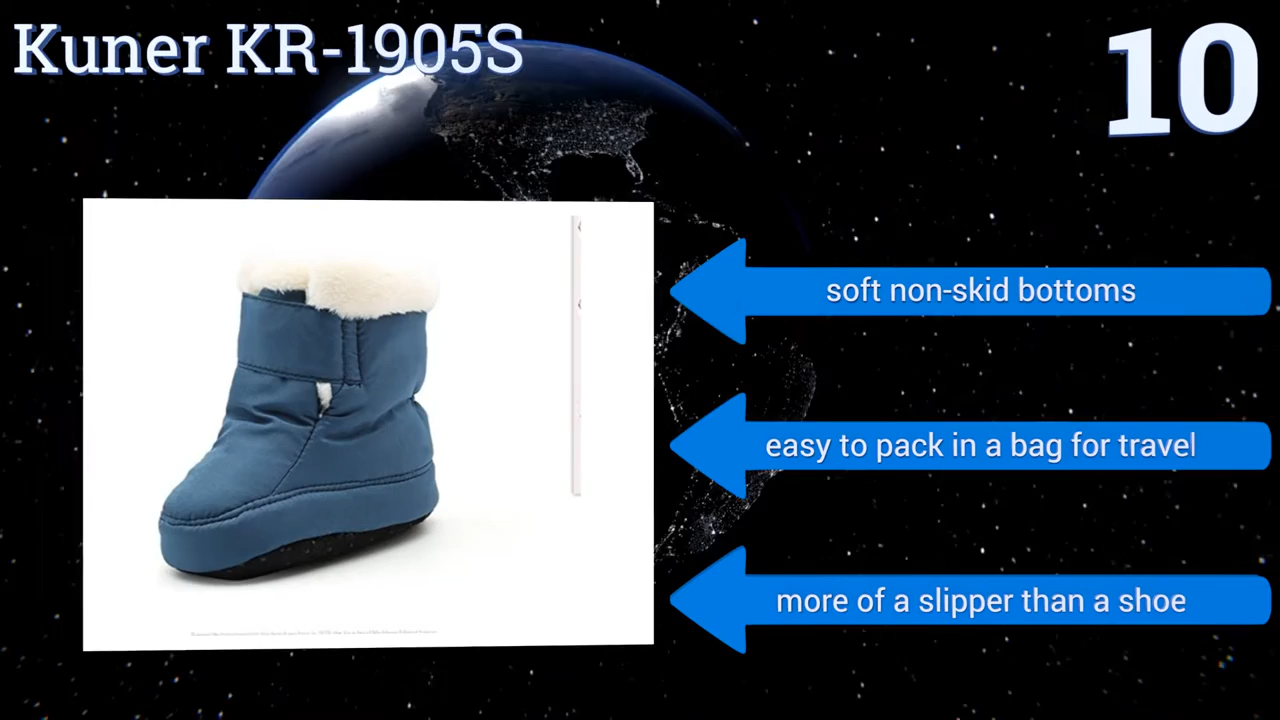 Kuner KR-1905S
10
soft non-skid bottoms
easy to pack in a bag for travel
more of a slipper than a shoe